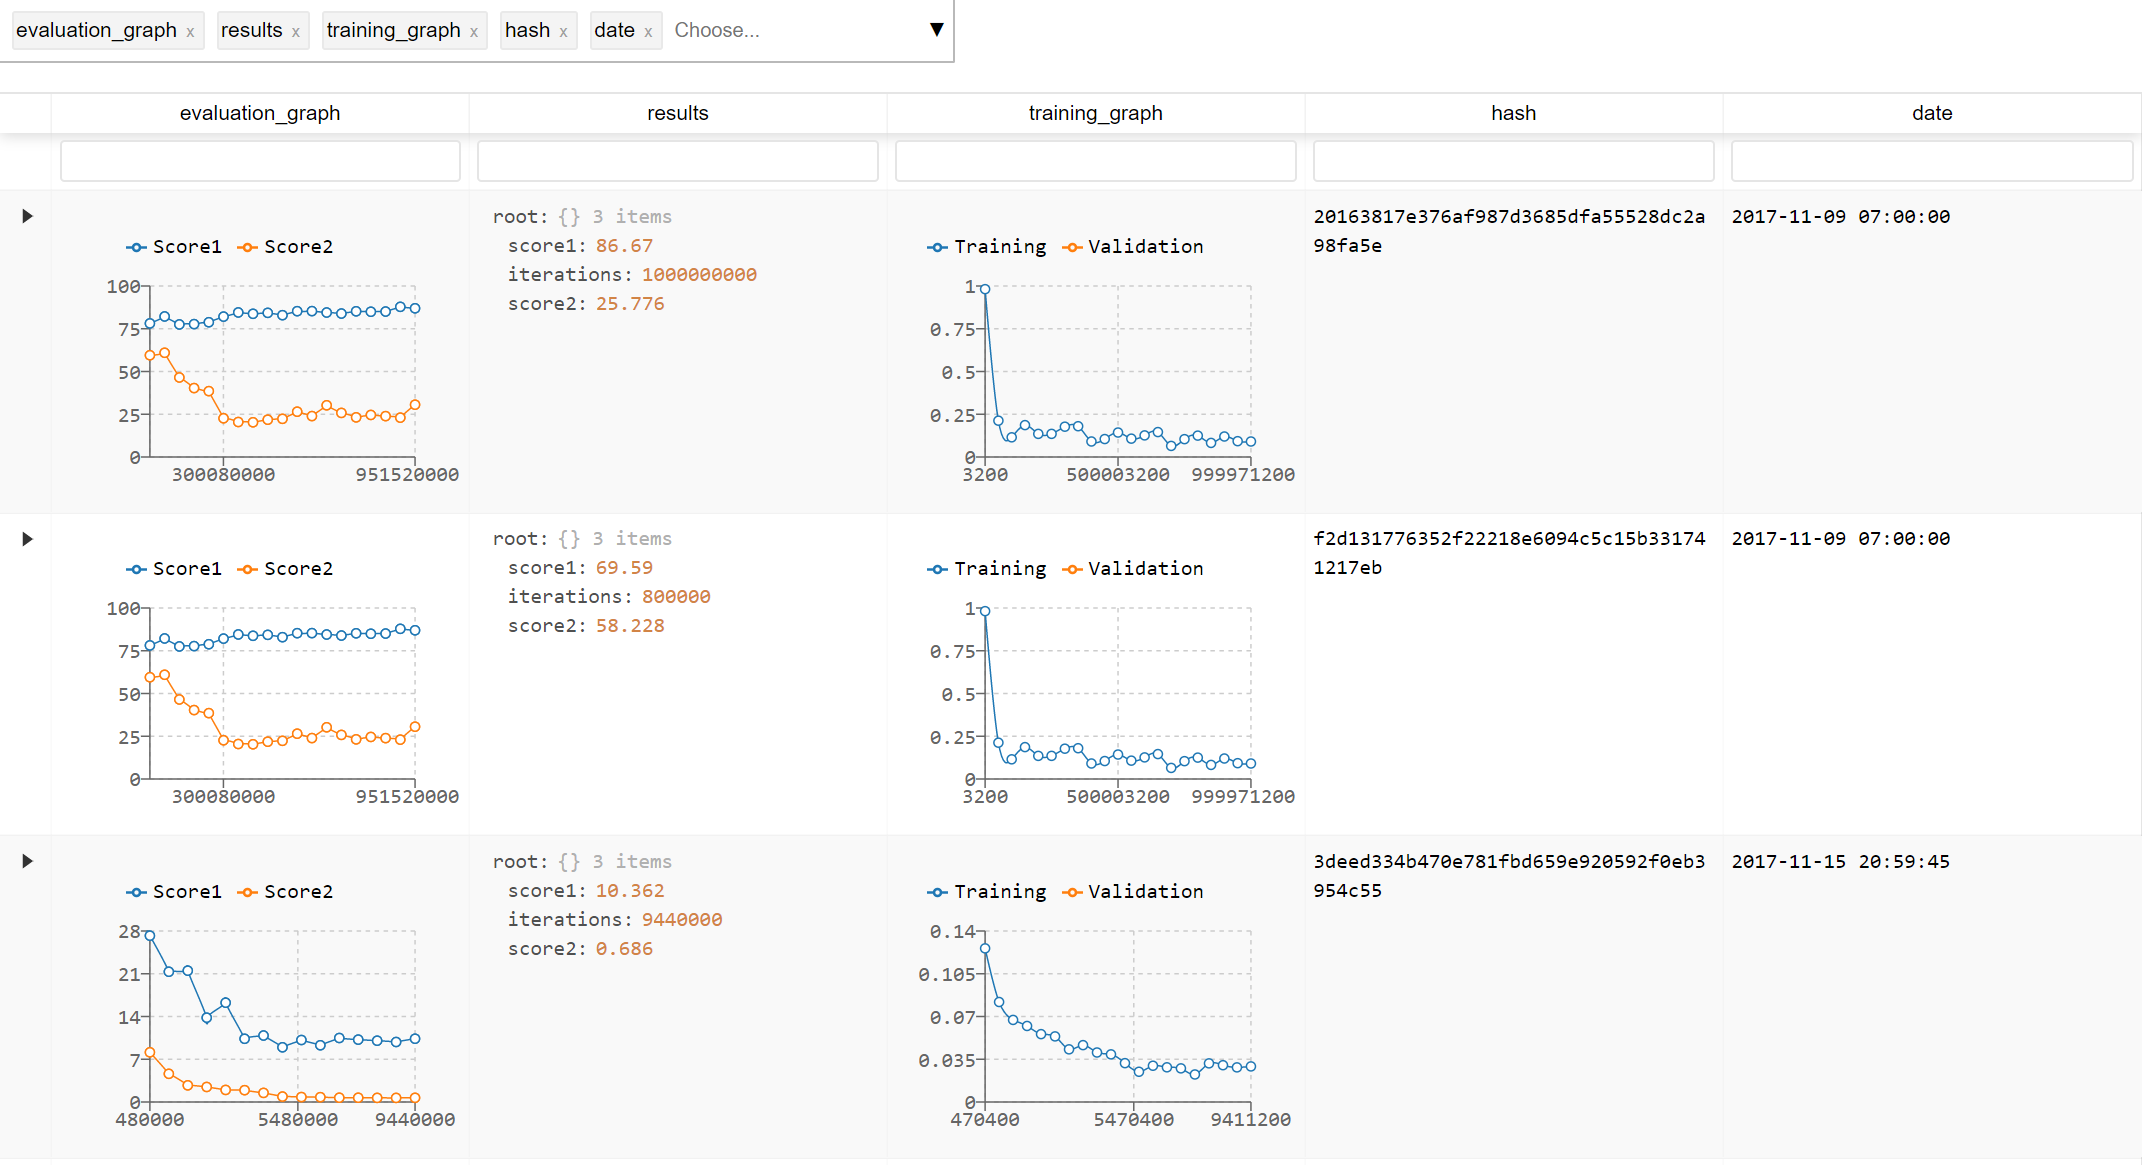 evaluation_graph x results x training_graph x hash x date x Choose... ▼
evaluation_graph results training_graph hash date
root: {} 3 items
score1: 86.67
iterations: 1000000000
score2: 25.776
20163817e376af987d3685dfa55528dc2a
98fa5e
2017-11-09 07:00:00
Score1 Score2
100
75
50
25
0
300080000 951520000
Training Validation
1
0.75
0.5
0.25
0
3200 500003200 999971200
root: {} 3 items
score1: 69.59
iterations: 800000
score2: 58.228
f2d131776352f22218e6094c5c15b33174
1217eb
2017-11-09 07:00:00
Score1 Score2
100
75
50
25
0
300080000 951520000
Training Validation
1
0.75
0.5
0.25
0
3200 500003200 999971200
root: {} 3 items
score1: 10.362
iterations: 9440000
score2: 0.686
3deed334b470e781fbd659e920592f0eb3
954c55
2017-11-15 20:59:45
Score1 Score2
28
21
14
7
0
480000 5480000 9440000
Training Validation
0.14
0.105
0.07
0.035
0
470400 5470400 9411200